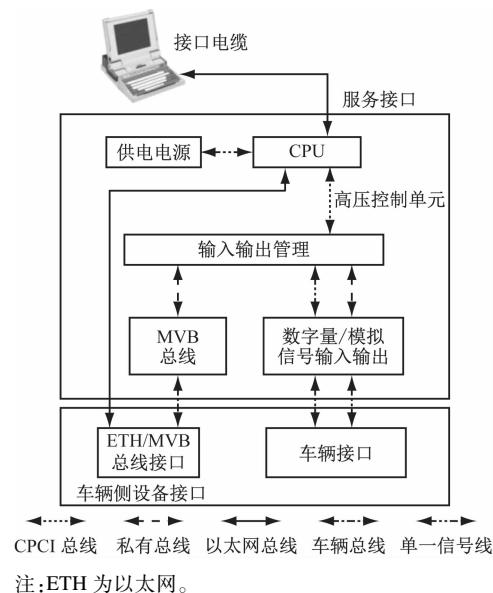 接口电缆
服务接口
供电电源
CPU
高压控制单元
输入输出管理
MVB
总线
数字量/模拟
信号输入输出
ETH/MVB
总线接口
车辆接口
车辆侧设备接口
CPCI 总线 私有总线 以太网总线 车辆总线 单一信号线
注:ETH 为以太网。